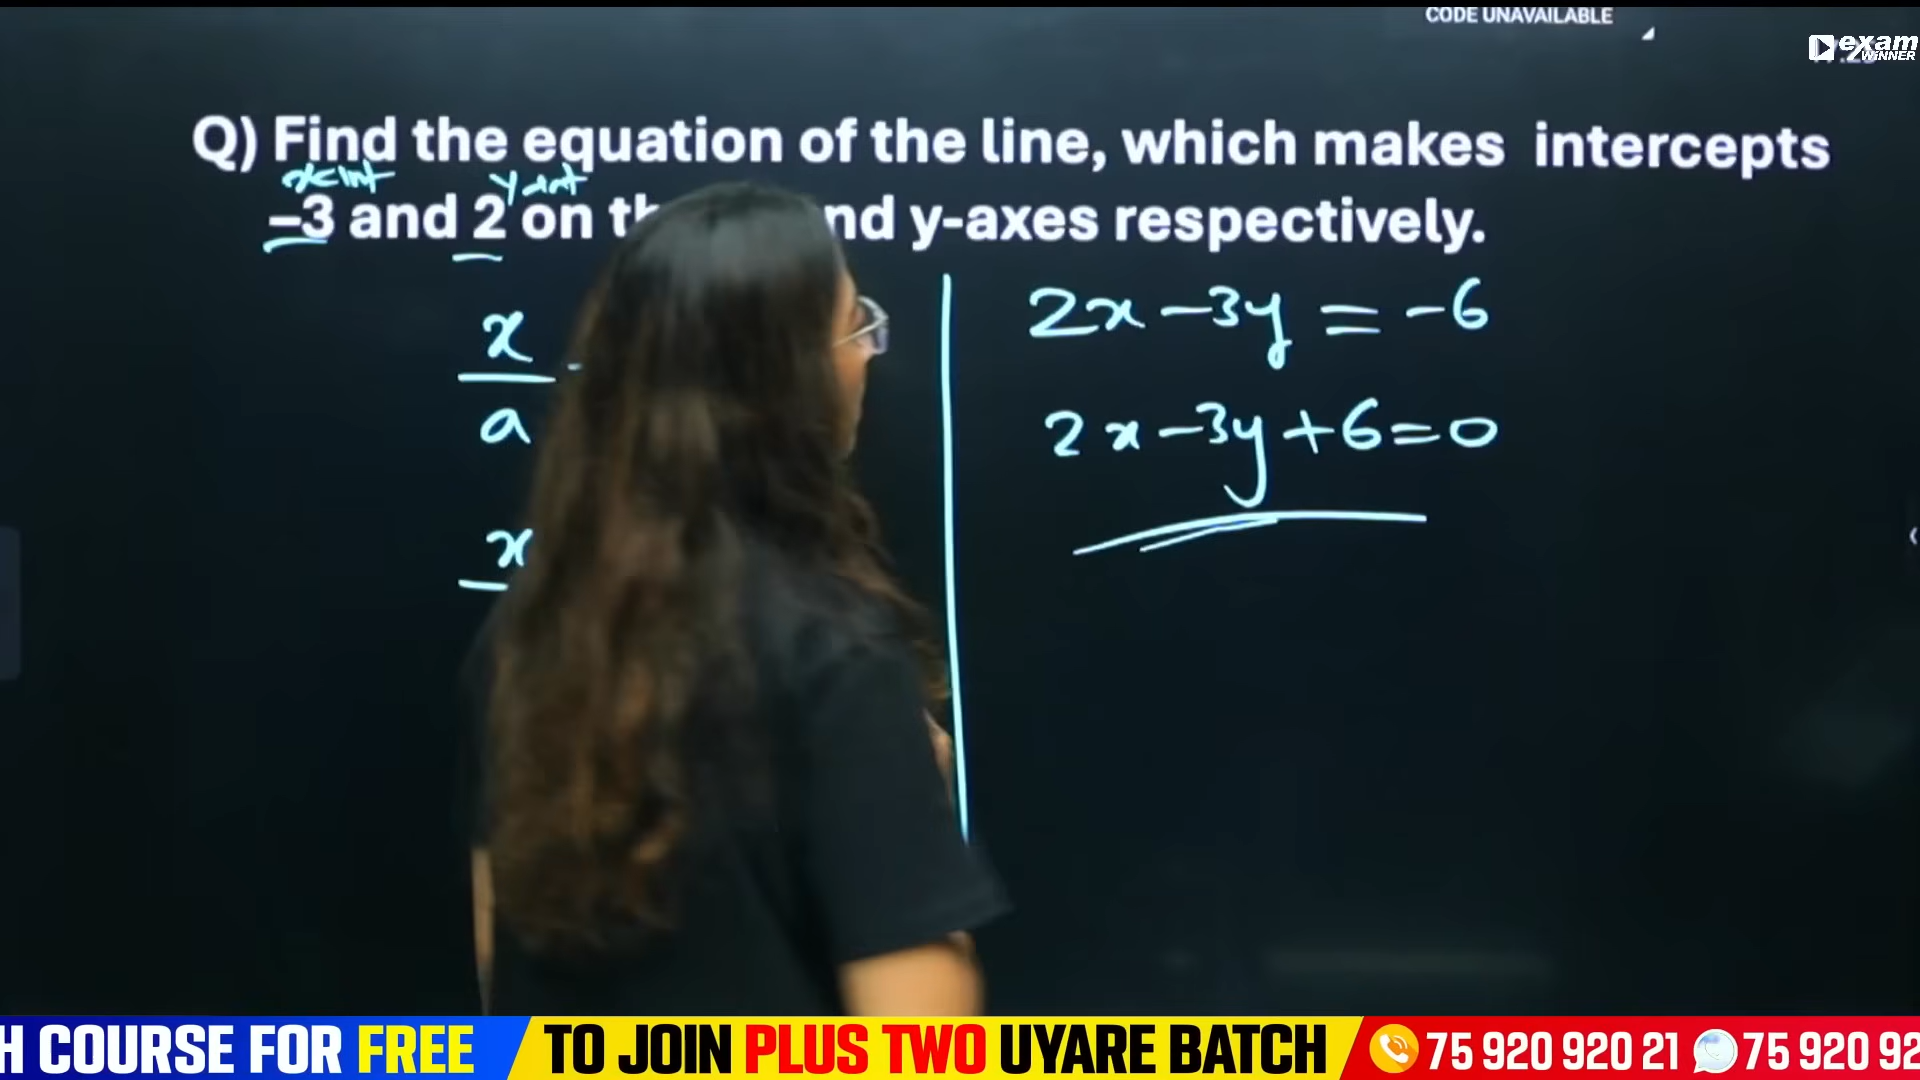 CODE UNAVAILABLE
exam
WINNER
Q) Find the equation of the line, which makes intercepts
x-int y-int
–3 and 2 on nd y-axes respectively.
x
a
x
2x -3y = -6
2x -3y +6=0
H COURSE FOR FREE TO JOIN PLUS TWO UYARE BATCH 75 920 920 21 75 920 92